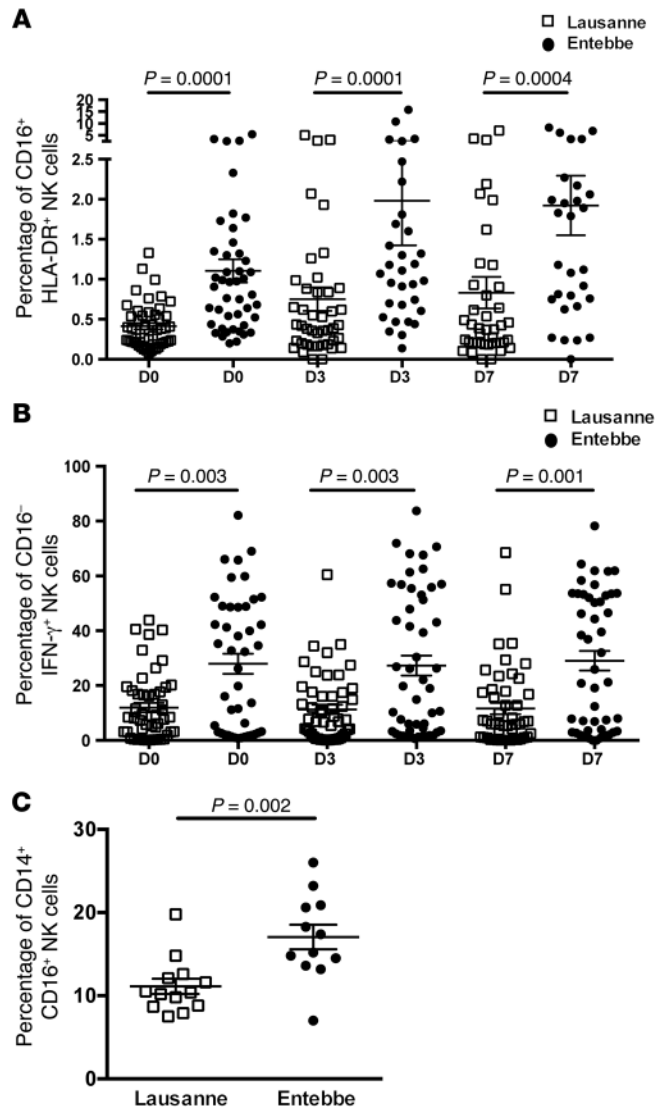 A
Lausanne
Entebbe
P = 0.0001
P = 0.0001
P = 0.0004
Percentage of CD16⁺
HLA-DR⁺ NK cells
20
15
10
5
2.5
2.0
1.5
1.0
0.5
0.0
D0
D0
D3
D3
D7
D7
B
Lausanne
Entebbe
P = 0.003
P = 0.003
P = 0.001
Percentage of CD16⁻
IFN-γ⁺ NK cells
100
80
60
40
20
0
D0
D0
D3
D3
D7
D7
C
P = 0.002
Percentage of CD14⁺
CD16⁺ NK cells
30
20
10
0
Lausanne
Entebbe